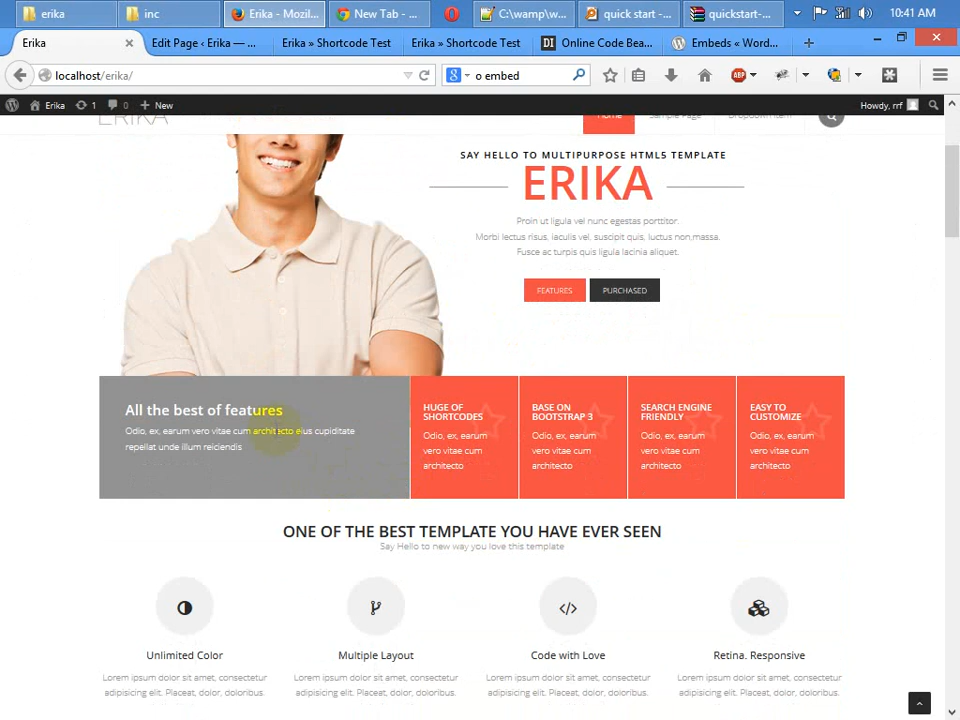 erika
inc
Erika - Mozil...
New Tab - ...
C:\wamp\w...
quick start -...
quickstart-...
10:41 AM
Erika
Edit Page ‹ Erika — ...
Erika » Shortcode Test
Erika » Shortcode Test
Online Code Bea...
Embeds « Word...
localhost/erika/
o embed
Erika
1
0
New
Howdy, rrf
ERIKA
Home
Sample Page
Dropdown Item
SAY HELLO TO MULTIPURPOSE HTML5 TEMPLATE
ERIKA
Proin ut ligula vel nunc egestas porttitor.
Morbi lectus risus, iaculis vel, suscipit quis, luctus non,massa.
Fusce ac turpis quis ligula lacinia aliquet.
FEATURES
PURCHASED
All the best of features
Odio, ex, earum vero vitae cum architecto eius cupiditate
repellat unde illum reiciendis
HUGE OF
SHORTCODES
Odio, ex, earum
vero vitae cum
architecto
BASE ON
BOOTSTRAP 3
Odio, ex, earum
vero vitae cum
architecto
SEARCH ENGINE
FRIENDLY
Odio, ex, earum
vero vitae cum
architecto
EASY TO
CUSTOMIZE
Odio, ex, earum
vero vitae cum
architecto
ONE OF THE BEST TEMPLATE YOU HAVE EVER SEEN
Say Hello to new way you love this template
Unlimited Color
Lorem ipsum dolor sit amet, consectetur
adipisicing elit. Placeat, dolor, doloribus.
Multiple Layout
Lorem ipsum dolor sit amet, consectetur
adipisicing elit. Placeat, dolor, doloribus.
Code with Love
Lorem ipsum dolor sit amet, consectetur
adipisicing elit. Placeat, dolor, doloribus.
Retina. Responsive
Lorem ipsum dolor sit amet, consectetur
adipisicing elit. Placeat, dolor, doloribus.